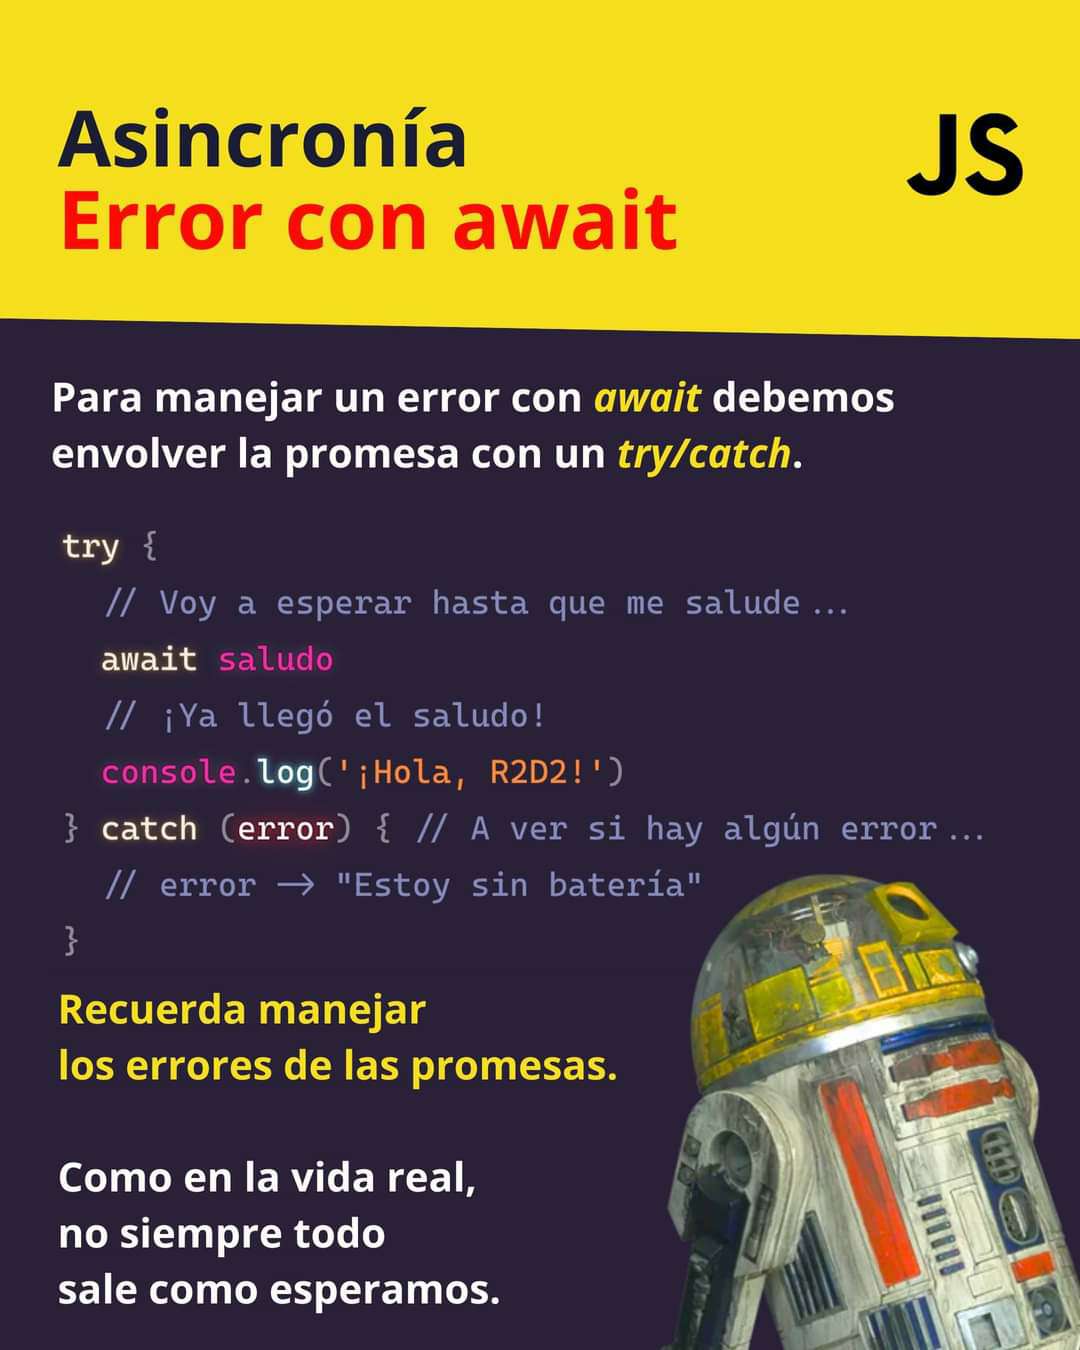 Asincronía
JS
Error con await
Para manejar un error con await debemos
envolver la promesa con un try/catch.
try {
// Voy a esperar hasta que me salude...
await saludo
// ¡Ya llegó el saludo!
console.log('¡Hola, R2D2!')
} catch (error) { // A ver si hay algún error...
// error -> "Estoy sin batería"
}
Recuerda manejar
los errores de las promesas.
Como en la vida real,
no siempre todo
sale como esperamos.